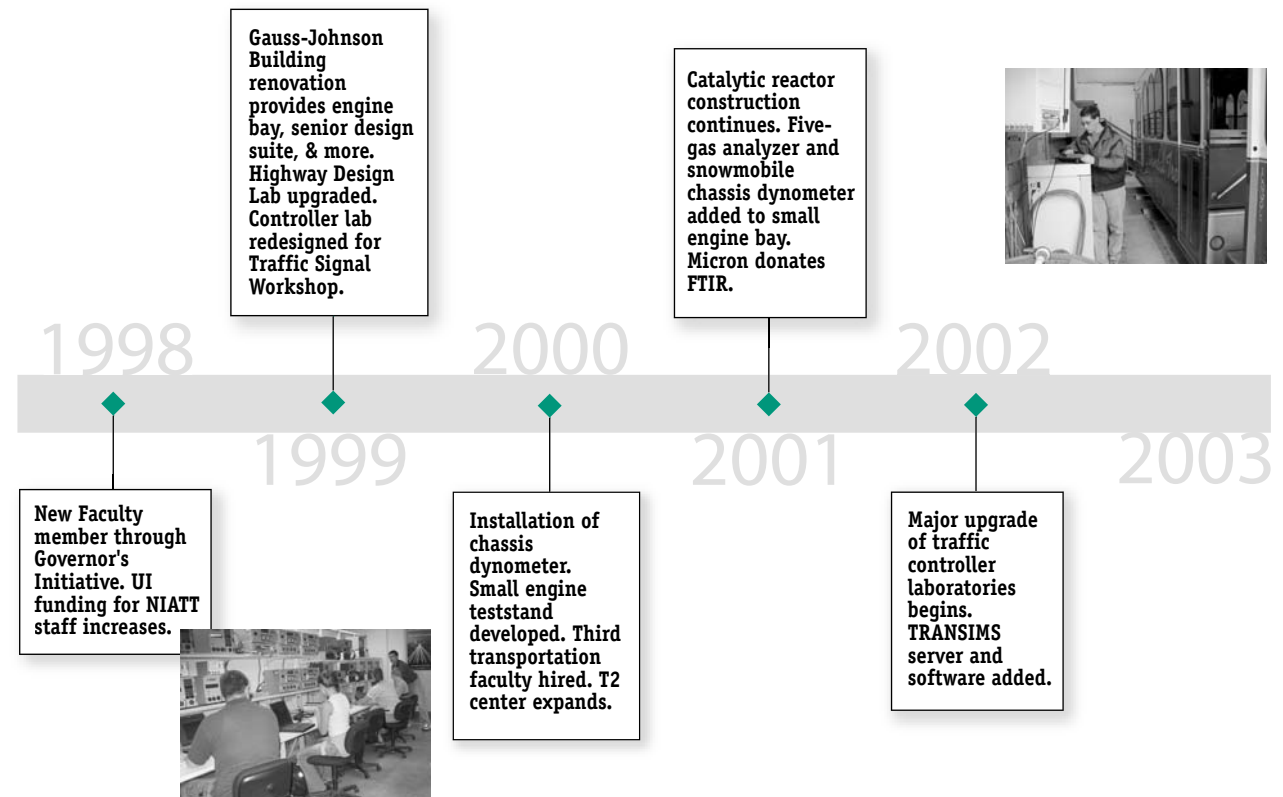 Gauss-Johnson
Building
renovation
provides engine
bay, senior design
suite, & more.
Highway Design
Lab upgraded.
Controller lab
redesigned for
Traffic Signal
Workshop.
Catalytic reactor
construction
continues. Five-
gas analyzer and
snowmobile
chassis dynometer
added to small
engine bay.
Micron donates
FTIR.
1998
2000
2002
1999
2001
2003
New Faculty
member through
Governor's
Initiative. UI
funding for NIATT
staff increases.
Installation of
chassis
dynometer.
Small engine
teststand
developed. Third
transportation
faculty hired. T2
center expands.
Major upgrade
of traffic
controller
laboratories
begins.
TRANSIMS
server and
software added.